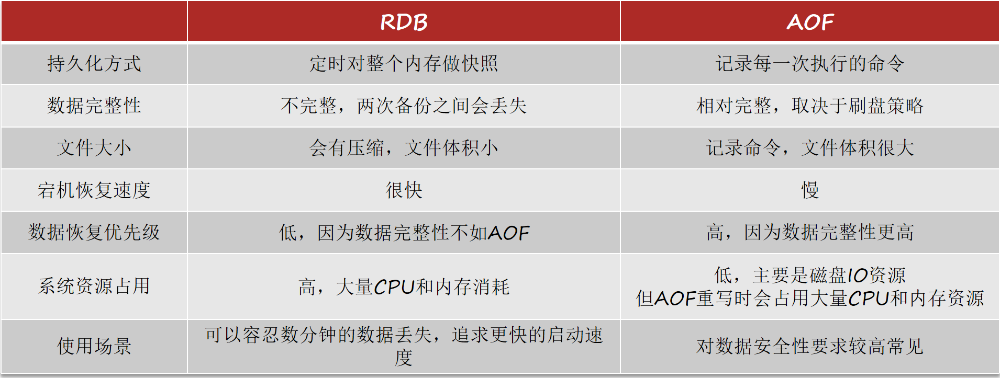 RDB
AOF
持久化方式
定时对整个内存做快照
记录每一次执行的命令
数据完整性
不完整，两次备份之间会丢失
相对完整，取决于刷盘策略
文件大小
会有压缩，文件体积小
记录命令，文件体积很大
宕机恢复速度
很快
慢
数据恢复优先级
低，因为数据完整性不如AOF
高，因为数据完整性更高
系统资源占用
高，大量CPU和内存消耗
低，主要是磁盘IO资源
但AOF重写时会占用大量CPU和内存资源
使用场景
可以容忍数分钟的数据丢失，追求更快的启动速
度
对数据安全性要求较高常见